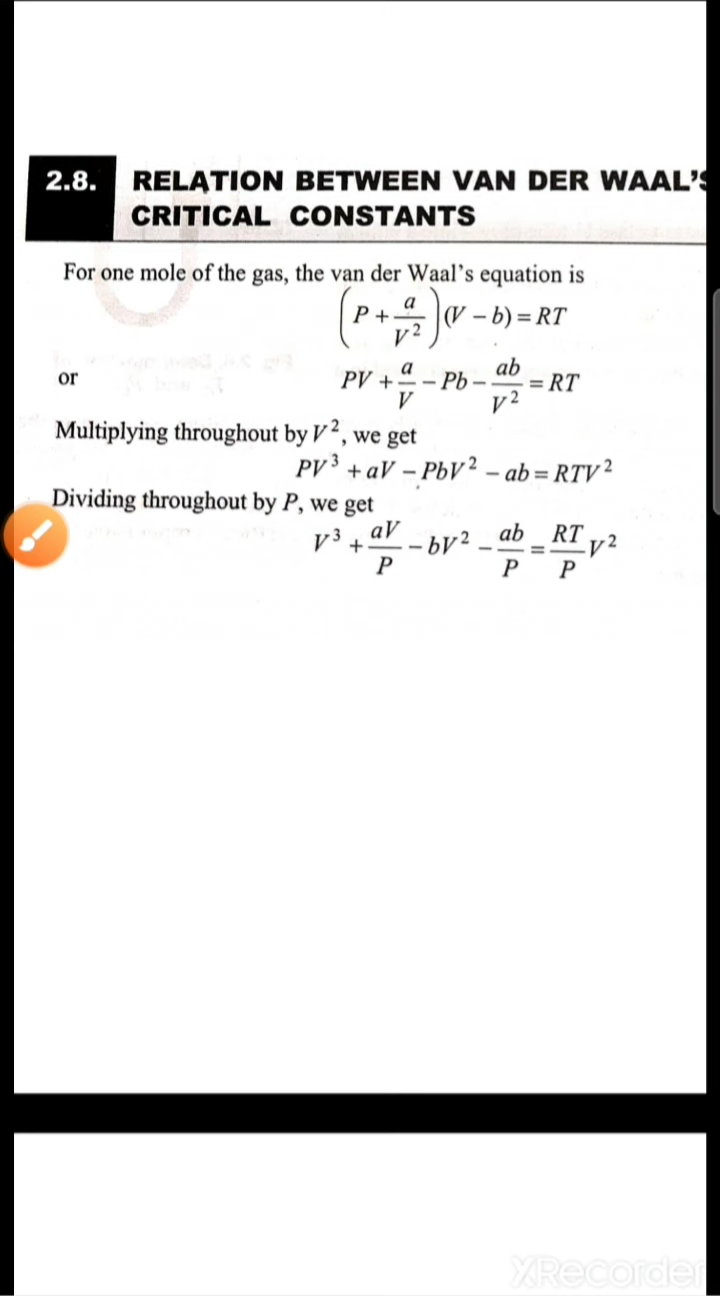 2.8. RELATION BETWEEN VAN DER WAAL'S
CRITICAL CONSTANTS
For one mole of the gas, the van der Waal's equation is
(P + a/V²)(V – b) = RT
or PV + a/V – Pb – ab/V² = RT
Multiplying throughout by V², we get
PV³ + aV – PbV² – ab = RTV²
Dividing throughout by P, we get
V³ + aV/P – bV² – ab/P = RT/P V²
XRecorder